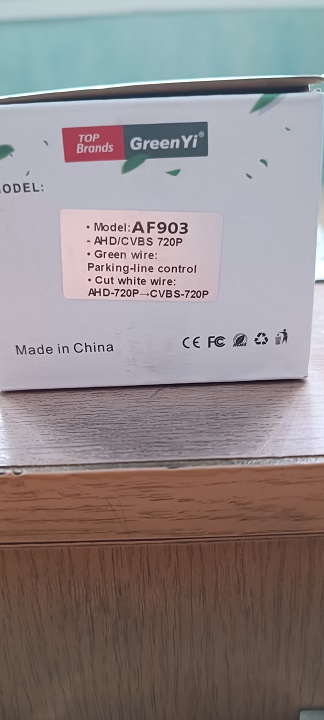 TOP
Brands
GreenYi®
ODEL:
• Model:AF903
- AHD/CVBS 720P
• Green wire:
Parking-line control
• Cut white wire:
AHD-720P→CVBS-720P
Made in China
CE FC